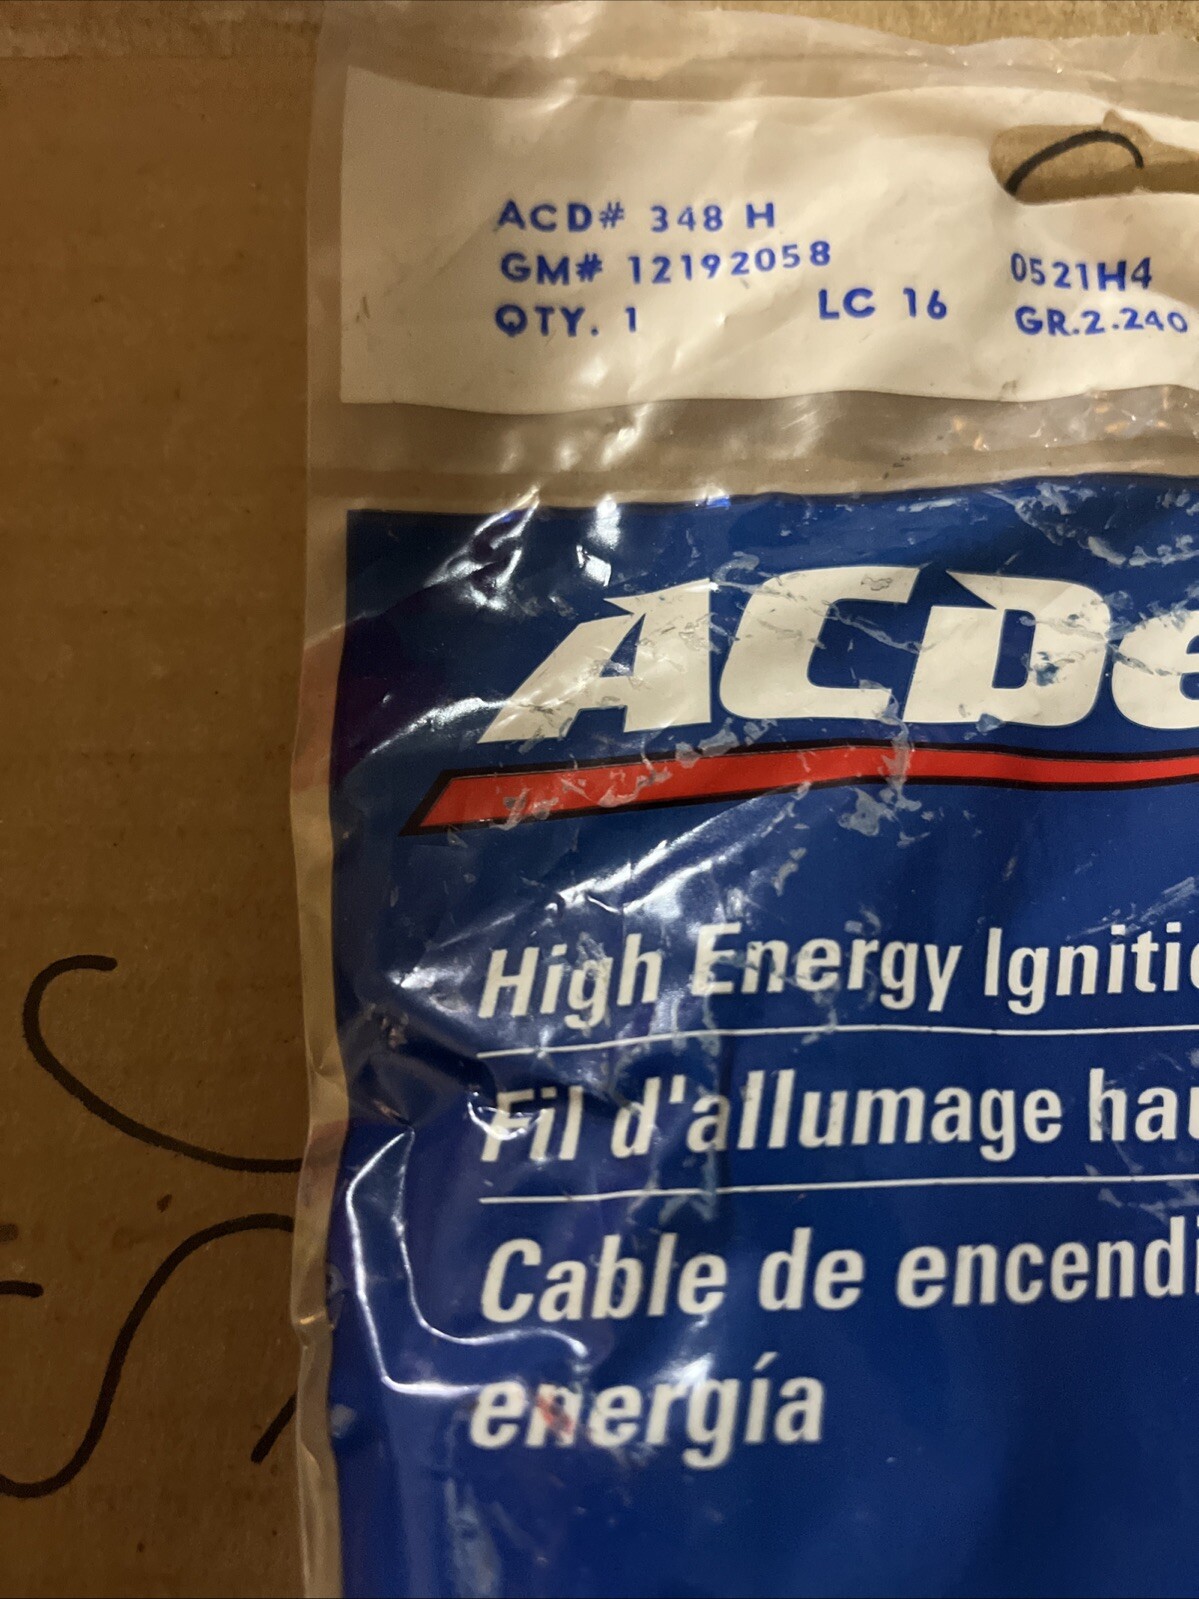 ACD# 348 H
GM# 12192058
QTY. 1
LC 16
0521H4
GR.2.240
ACDe
High Energy Igniti
Fil d'allumage hau
Cable de encendi
energía